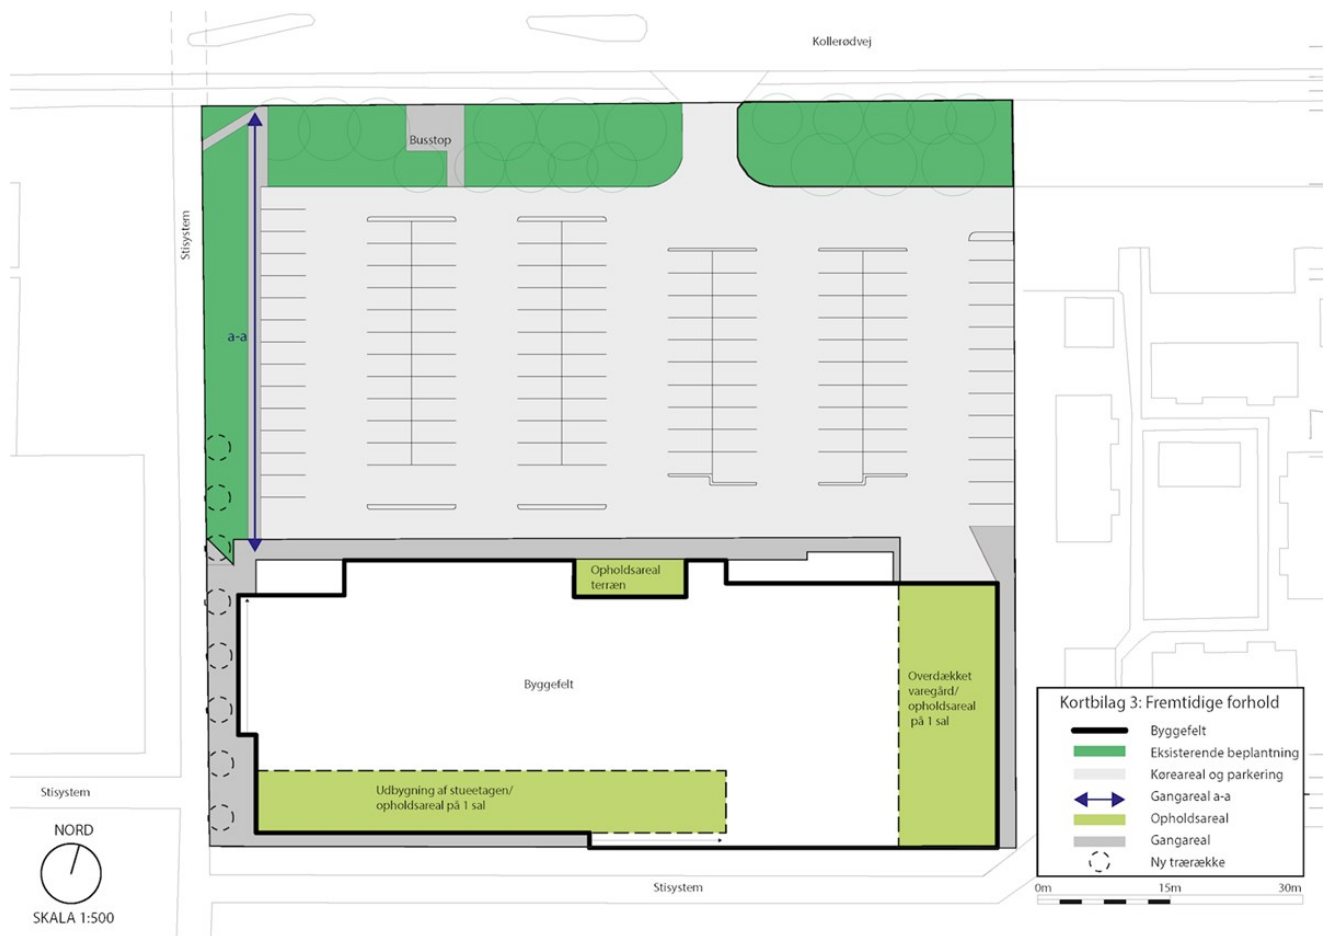 Kollerødvej
Busstop
Stisystem
a-a
Opholdsareal
terræn
Byggefelt
Overdækket
varegård/
opholdsareal
på 1 sal
Udbygning af stueetagen/
opholdsareal på 1 sal
Stisystem
Stisystem
NORD
SKALA 1:500
Kortbilag 3: Fremtidige forhold
Byggefelt
Eksisterende beplantning
Køreareal og parkering
Gangareal a-a
Opholdsareal
Gangareal
Ny trærække
0m 15m 30m